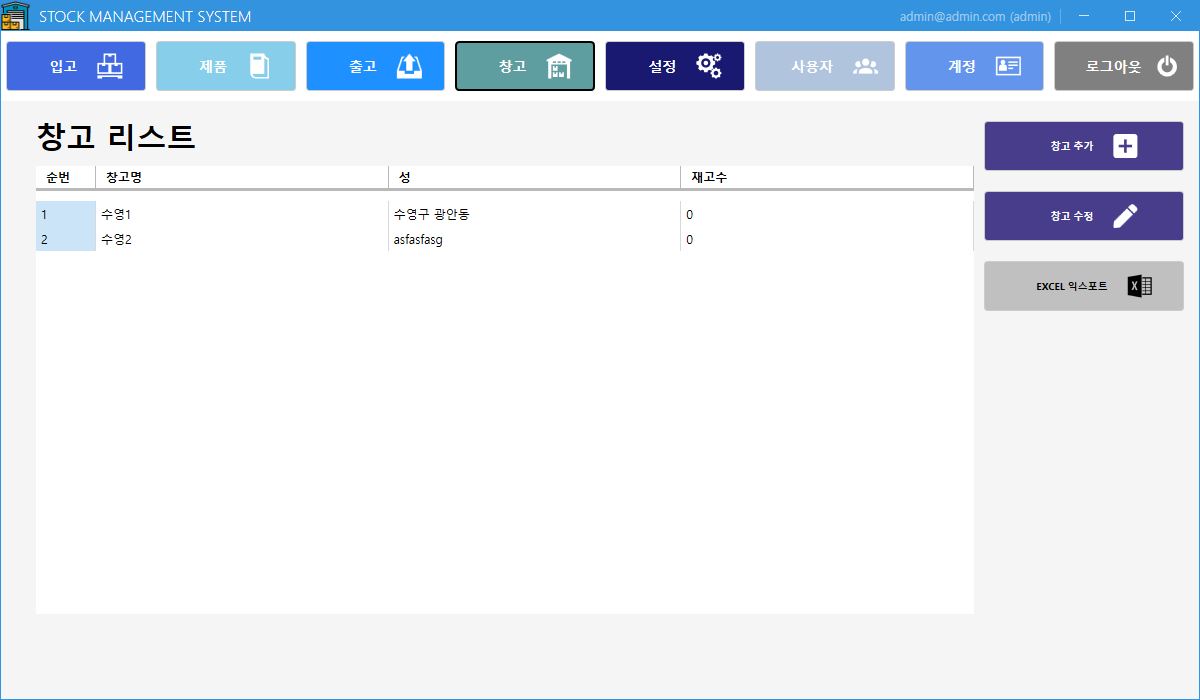 STOCK MANAGEMENT SYSTEM admin@admin.com (admin)
입고 제품 출고 창고 설정 사용자 계정 로그아웃
창고 리스트
창고 추가
순번 창고명 성 재고수
1 수영1 수영구 광안동 0
창고 수정
2 수영2 asfasfasg 0
EXCEL 익스포트